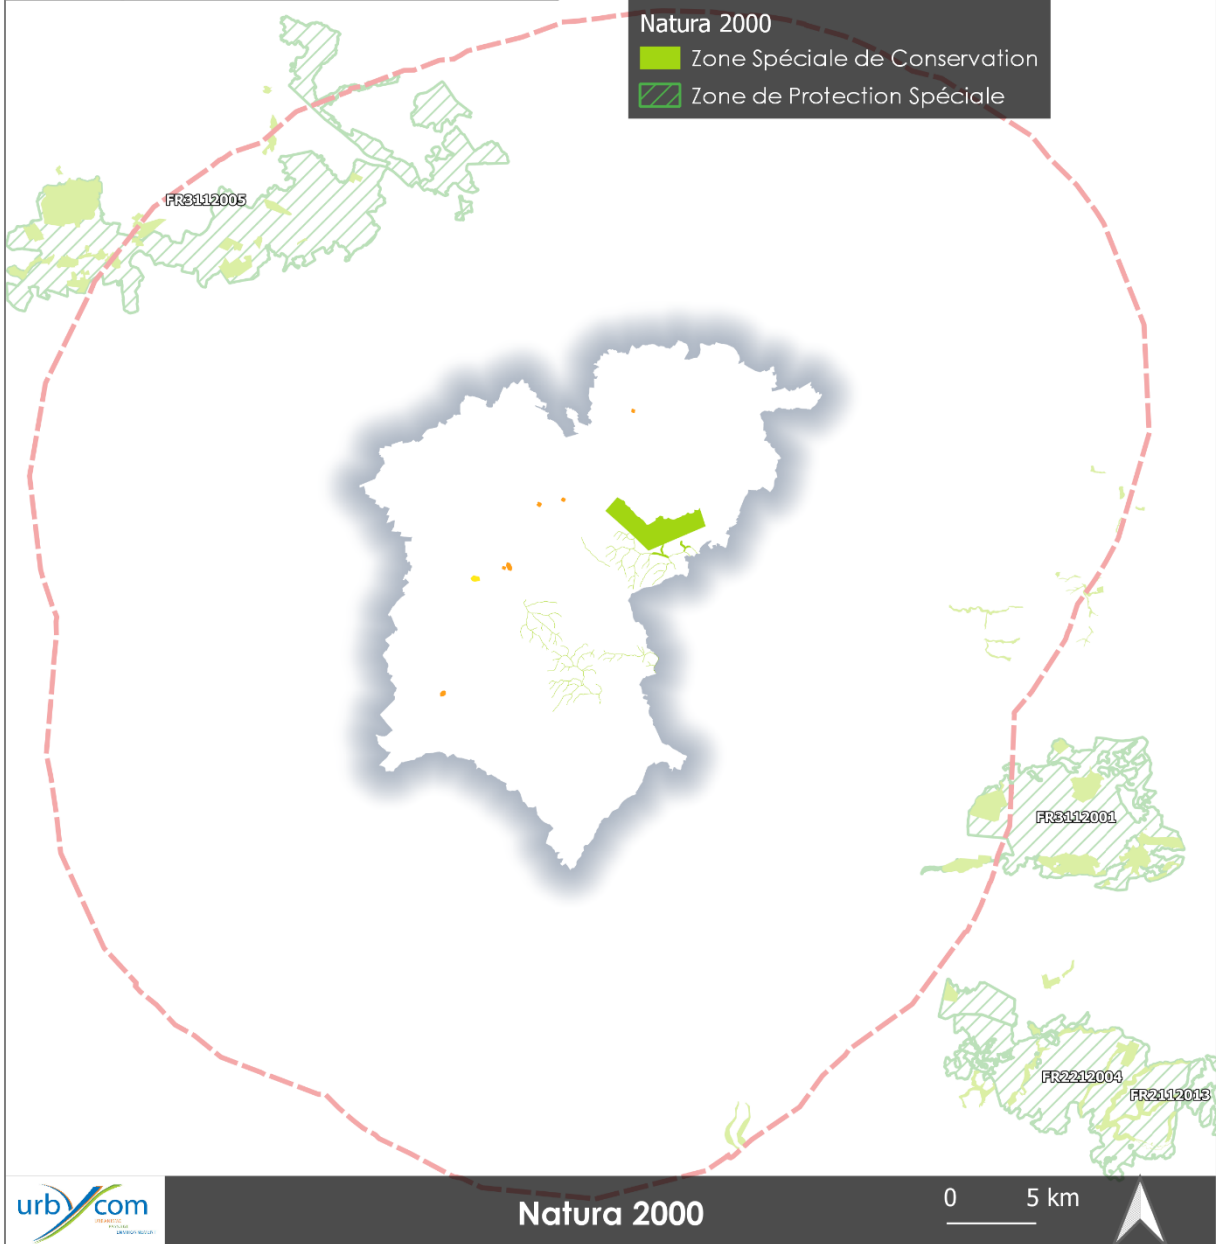 Natura 2000
Zone Spéciale de Conservation
Zone de Protection Spéciale
FR3112005
FR3112001
FR2212004
FR2112013
urbycom
Natura 2000
0 5 km